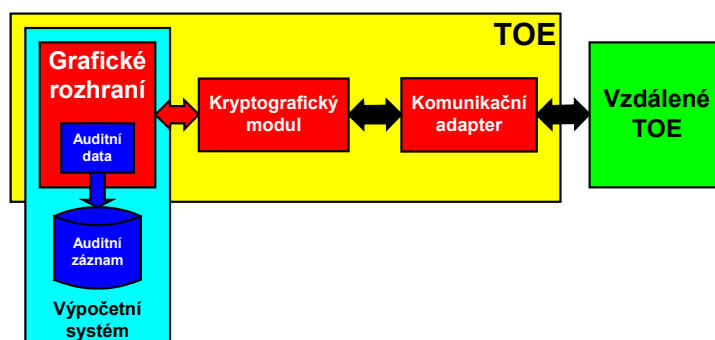 TOE
Grafické
rozhraní
Auditní
data
Auditní
záznam
Výpočetní
systém
Kryptografický
modul
Komunikační
adapter
Vzdálené
TOE